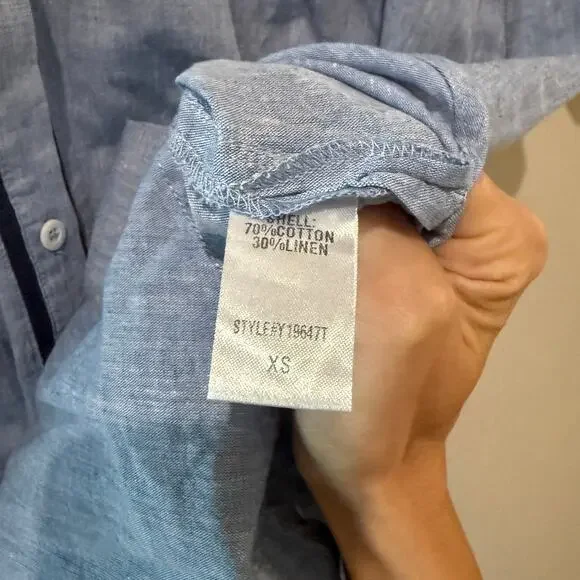 SHELL:
70%COTTON
30%LINEN
STYLE#Y19647T
XS